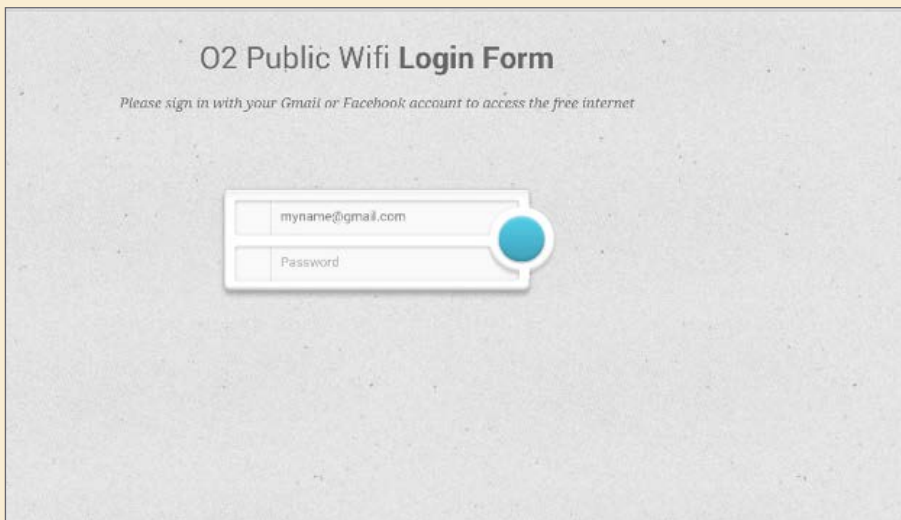 O2 Public Wifi Login Form
Please sign in with your Gmail or Facebook account to access the free internet
myname@gmail.com
Password